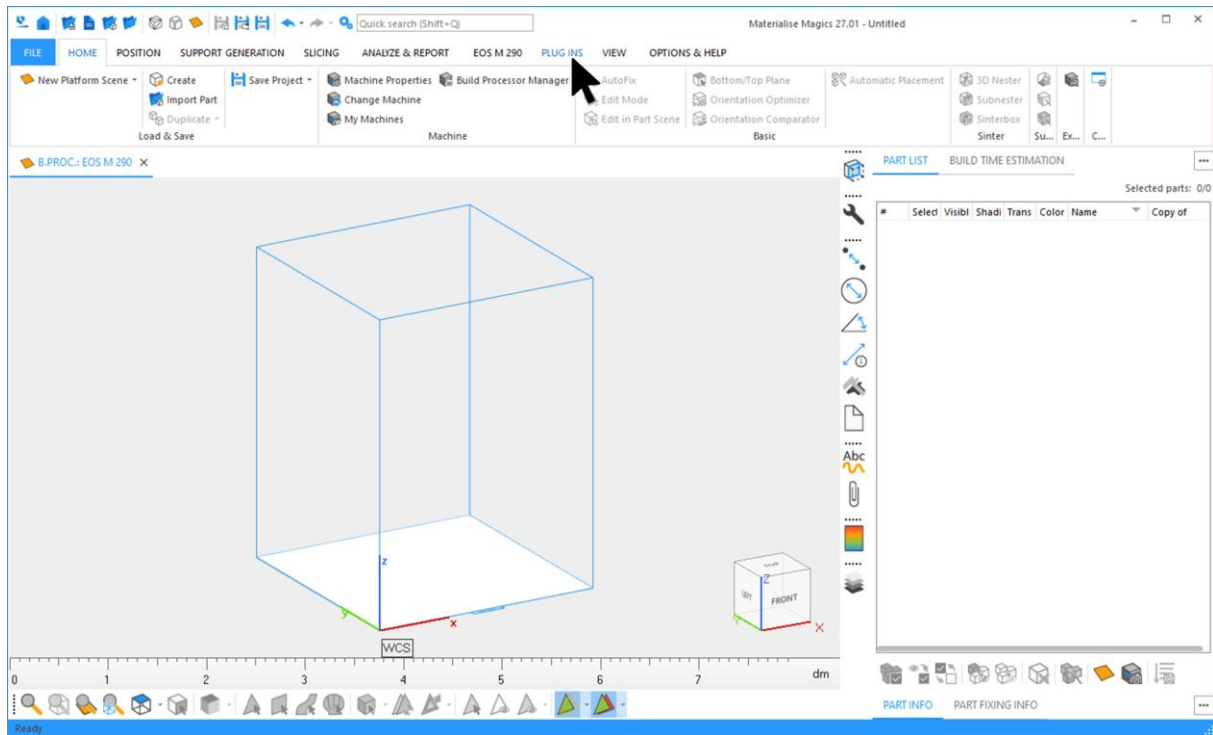 Quick search (Shift+Q)
Materialise Magics 27.01 - Untitled
FILE HOME POSITION SUPPORT GENERATION SLICING ANALYZE & REPORT EOS M 290 PLUG INS VIEW OPTIONS & HELP
New Platform Scene Create Save Project Machine Properties Build Processor Manager AutoFix Bottom/Top Plane Automatic Placement 3D Nester
Import Part Change Machine Edit Mode Orientation Optimizer Subnester
Duplicate My Machines Edit in Part Scene Orientation Comparator Sinterbox
Load & Save Machine Basic Sinter Su... Ex... C...
B.PROC.: EOS M 290
PART LIST BUILD TIME ESTIMATION
Selected parts: 0/0
# Select Visibl Shadi Trans Color Name Copy of
Abc
z
y
x
WCS
TOP
Z
LEFT FRONT
Y
X
0 1 2 3 4 5 6 7 dm
PART INFO PART FIXING INFO
Ready